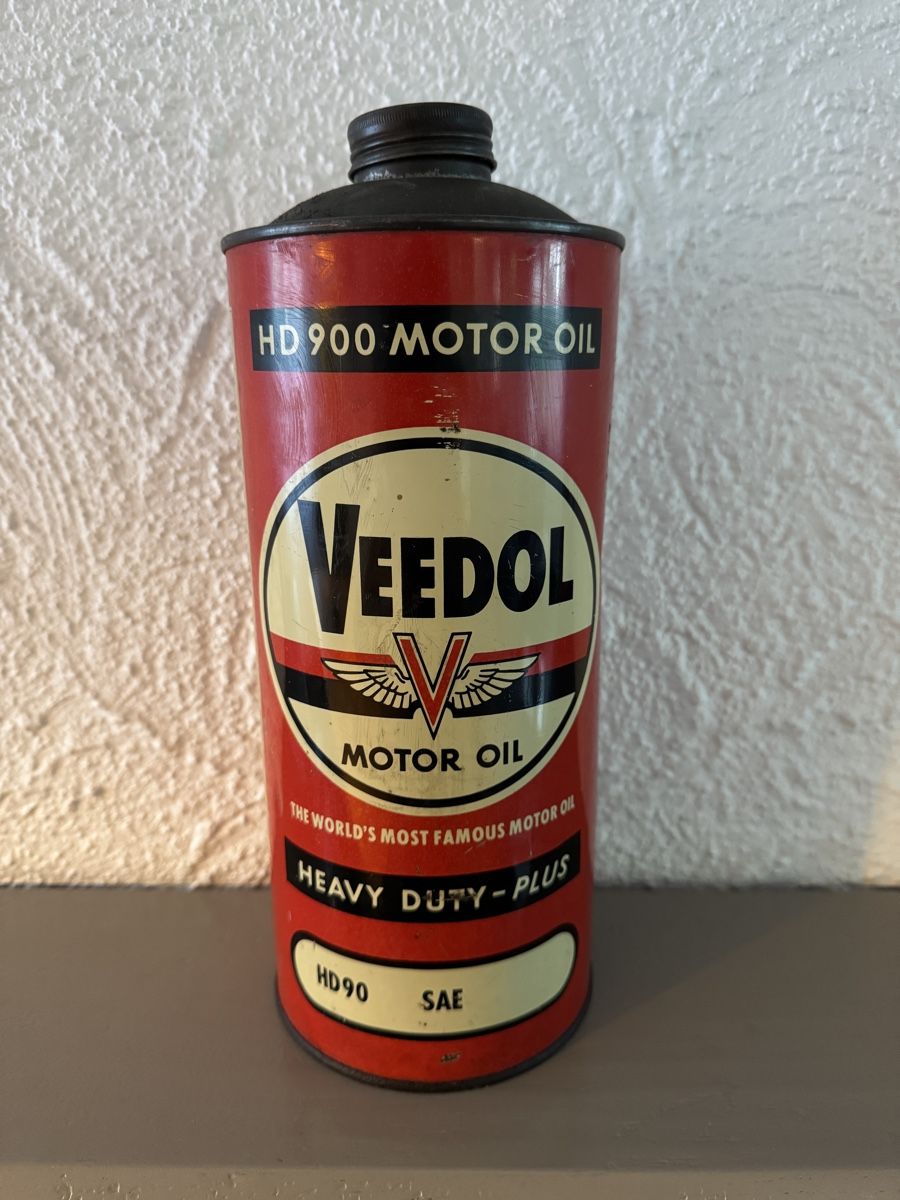 HD 900 MOTOR OIL
VEEDOL
V
MOTOR OIL
THE WORLD'S MOST FAMOUS MOTOR OIL
HEAVY DUTY-PLUS
HD90 SAE